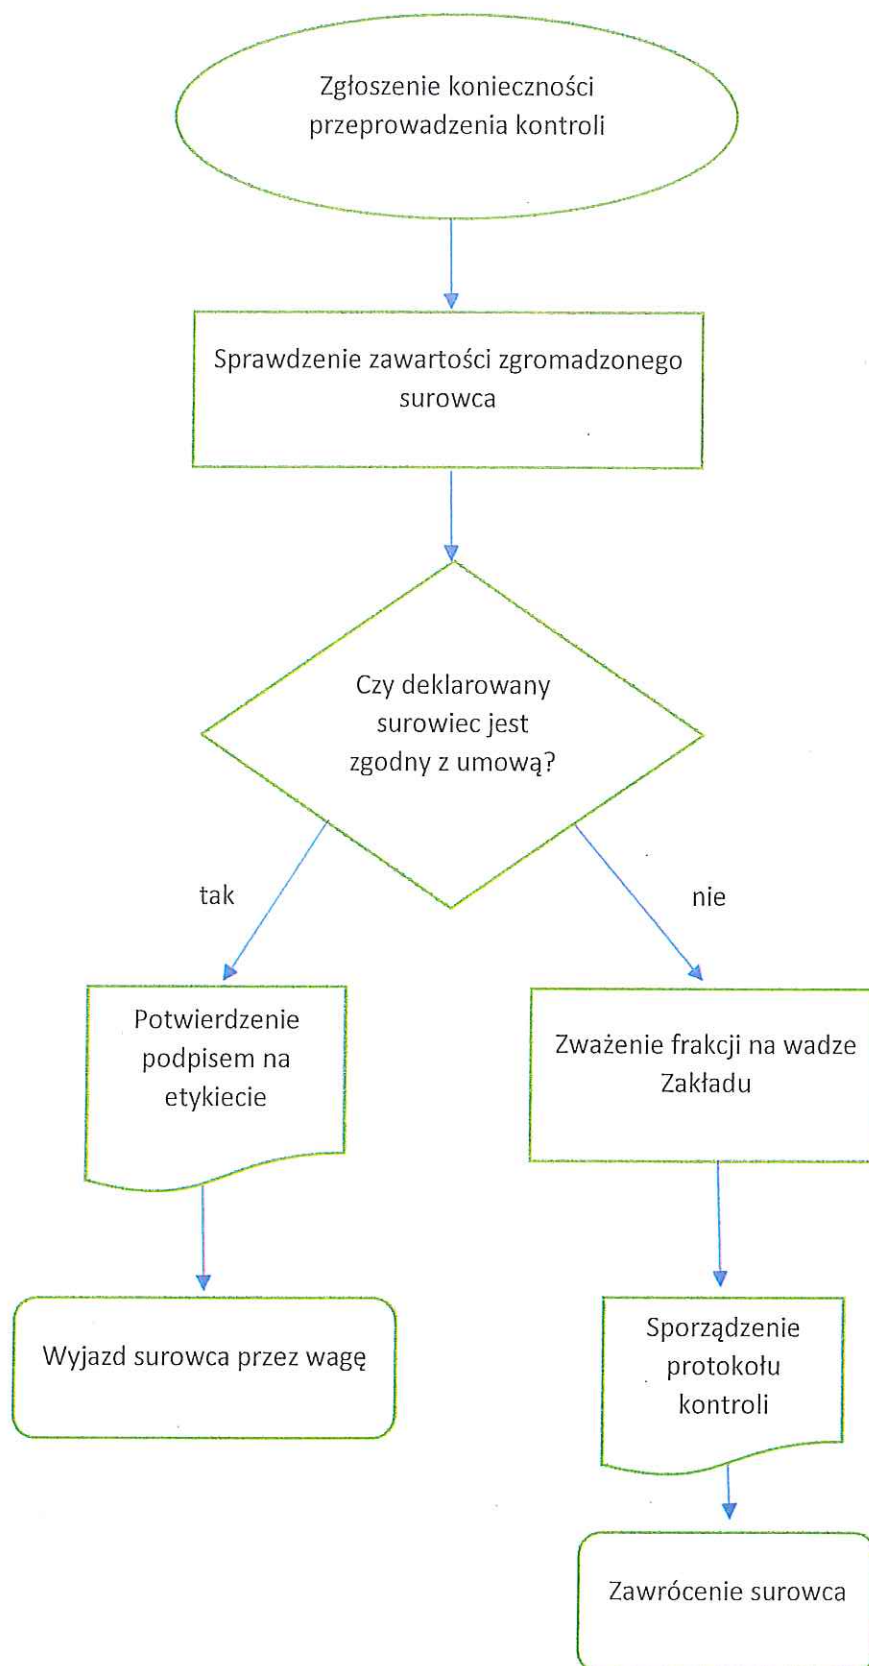 Zgłoszenie konieczności
przeprowadzenia kontroli
Sprawdzenie zawartości zgromadzonego
surowca
Czy deklarowany
surowiec jest
zgodny z umową?
tak
nie
Potwierdzenie
podpisem na
etykiecie
Zważenie frakcji na wadze
Zakładu
Wyjazd surowca przez wagę
Sporządzenie
protokołu
kontroli
Zawrócenie surowca